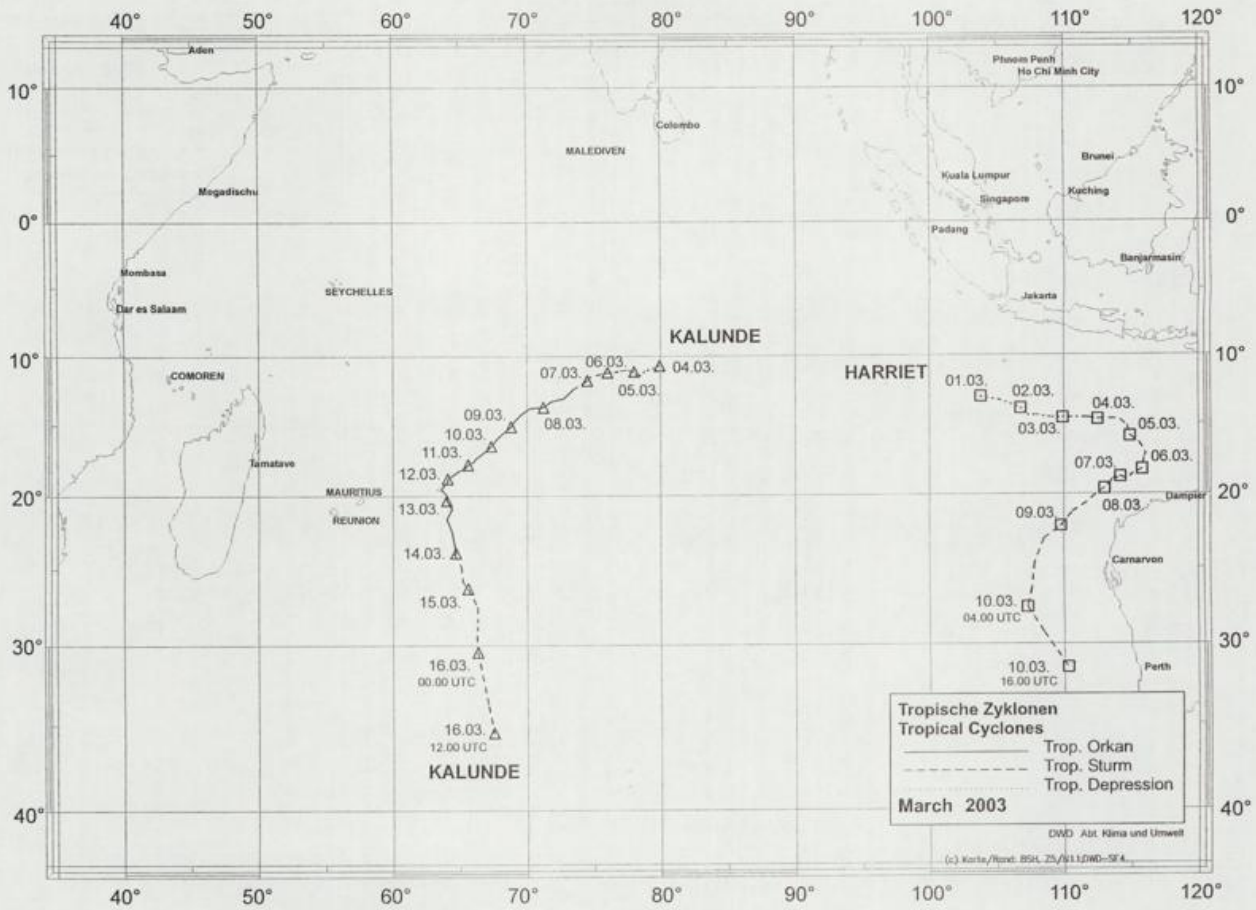 40° 50° 60° 70° 80° 90° 100° 110° 120°
Aden
Phnom Penh
Ho Chi Minh City
10° 10°
Colombo
MALEDIVEN
Brunei
Kuala Lumpur
Mogadischu
Kuching
Singapore
0° 0°
Padang
Banjarmasin
Mombasa
SEYCHELLES
Jakarta
Dar es Salaam
KALUNDE
10° 10°
06.03. 04.03.
07.03. 05.03.
COMOREN
HARRIET
01.03.
02.03.
04.03.
09.03. 08.03.
03.03. 05.03.
10.03.
11.03.
06.03.
07.03.
Tamatave
12.03.
MAURITIUS
20° 20°
Dampier
13.03.
08.03.
09.03.
REUNION
14.03.
Carnarvon
15.03.
10.03.
04.00 UTC
30° 30°
16.03.
00.00 UTC
10.03.
16.00 UTC
Perth
16.03.
12.00 UTC
KALUNDE
Tropische Zyklonen
Tropical Cyclones
Trop. Orkan
Trop. Sturm
Trop. Depression
March 2003
40° 40°
DWD Abt Klima und Umwelt
(c) Karte/Rand: BSH,
40° 50° 60° 70° 80° 90° 100° 110° 120°